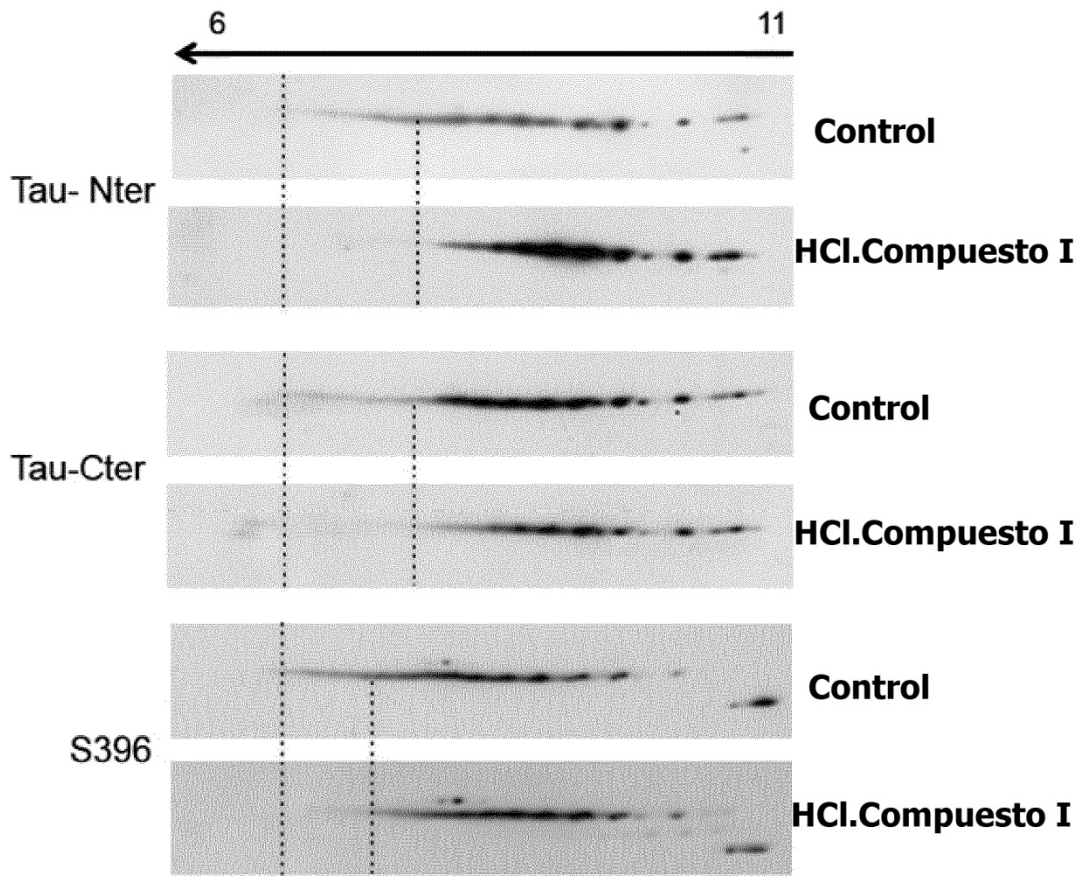 6 11
Control
Tau- Nter
HCl.Compuesto I
Control
Tau-Cter
HCl.Compuesto I
Control
S396
HCl.Compuesto I